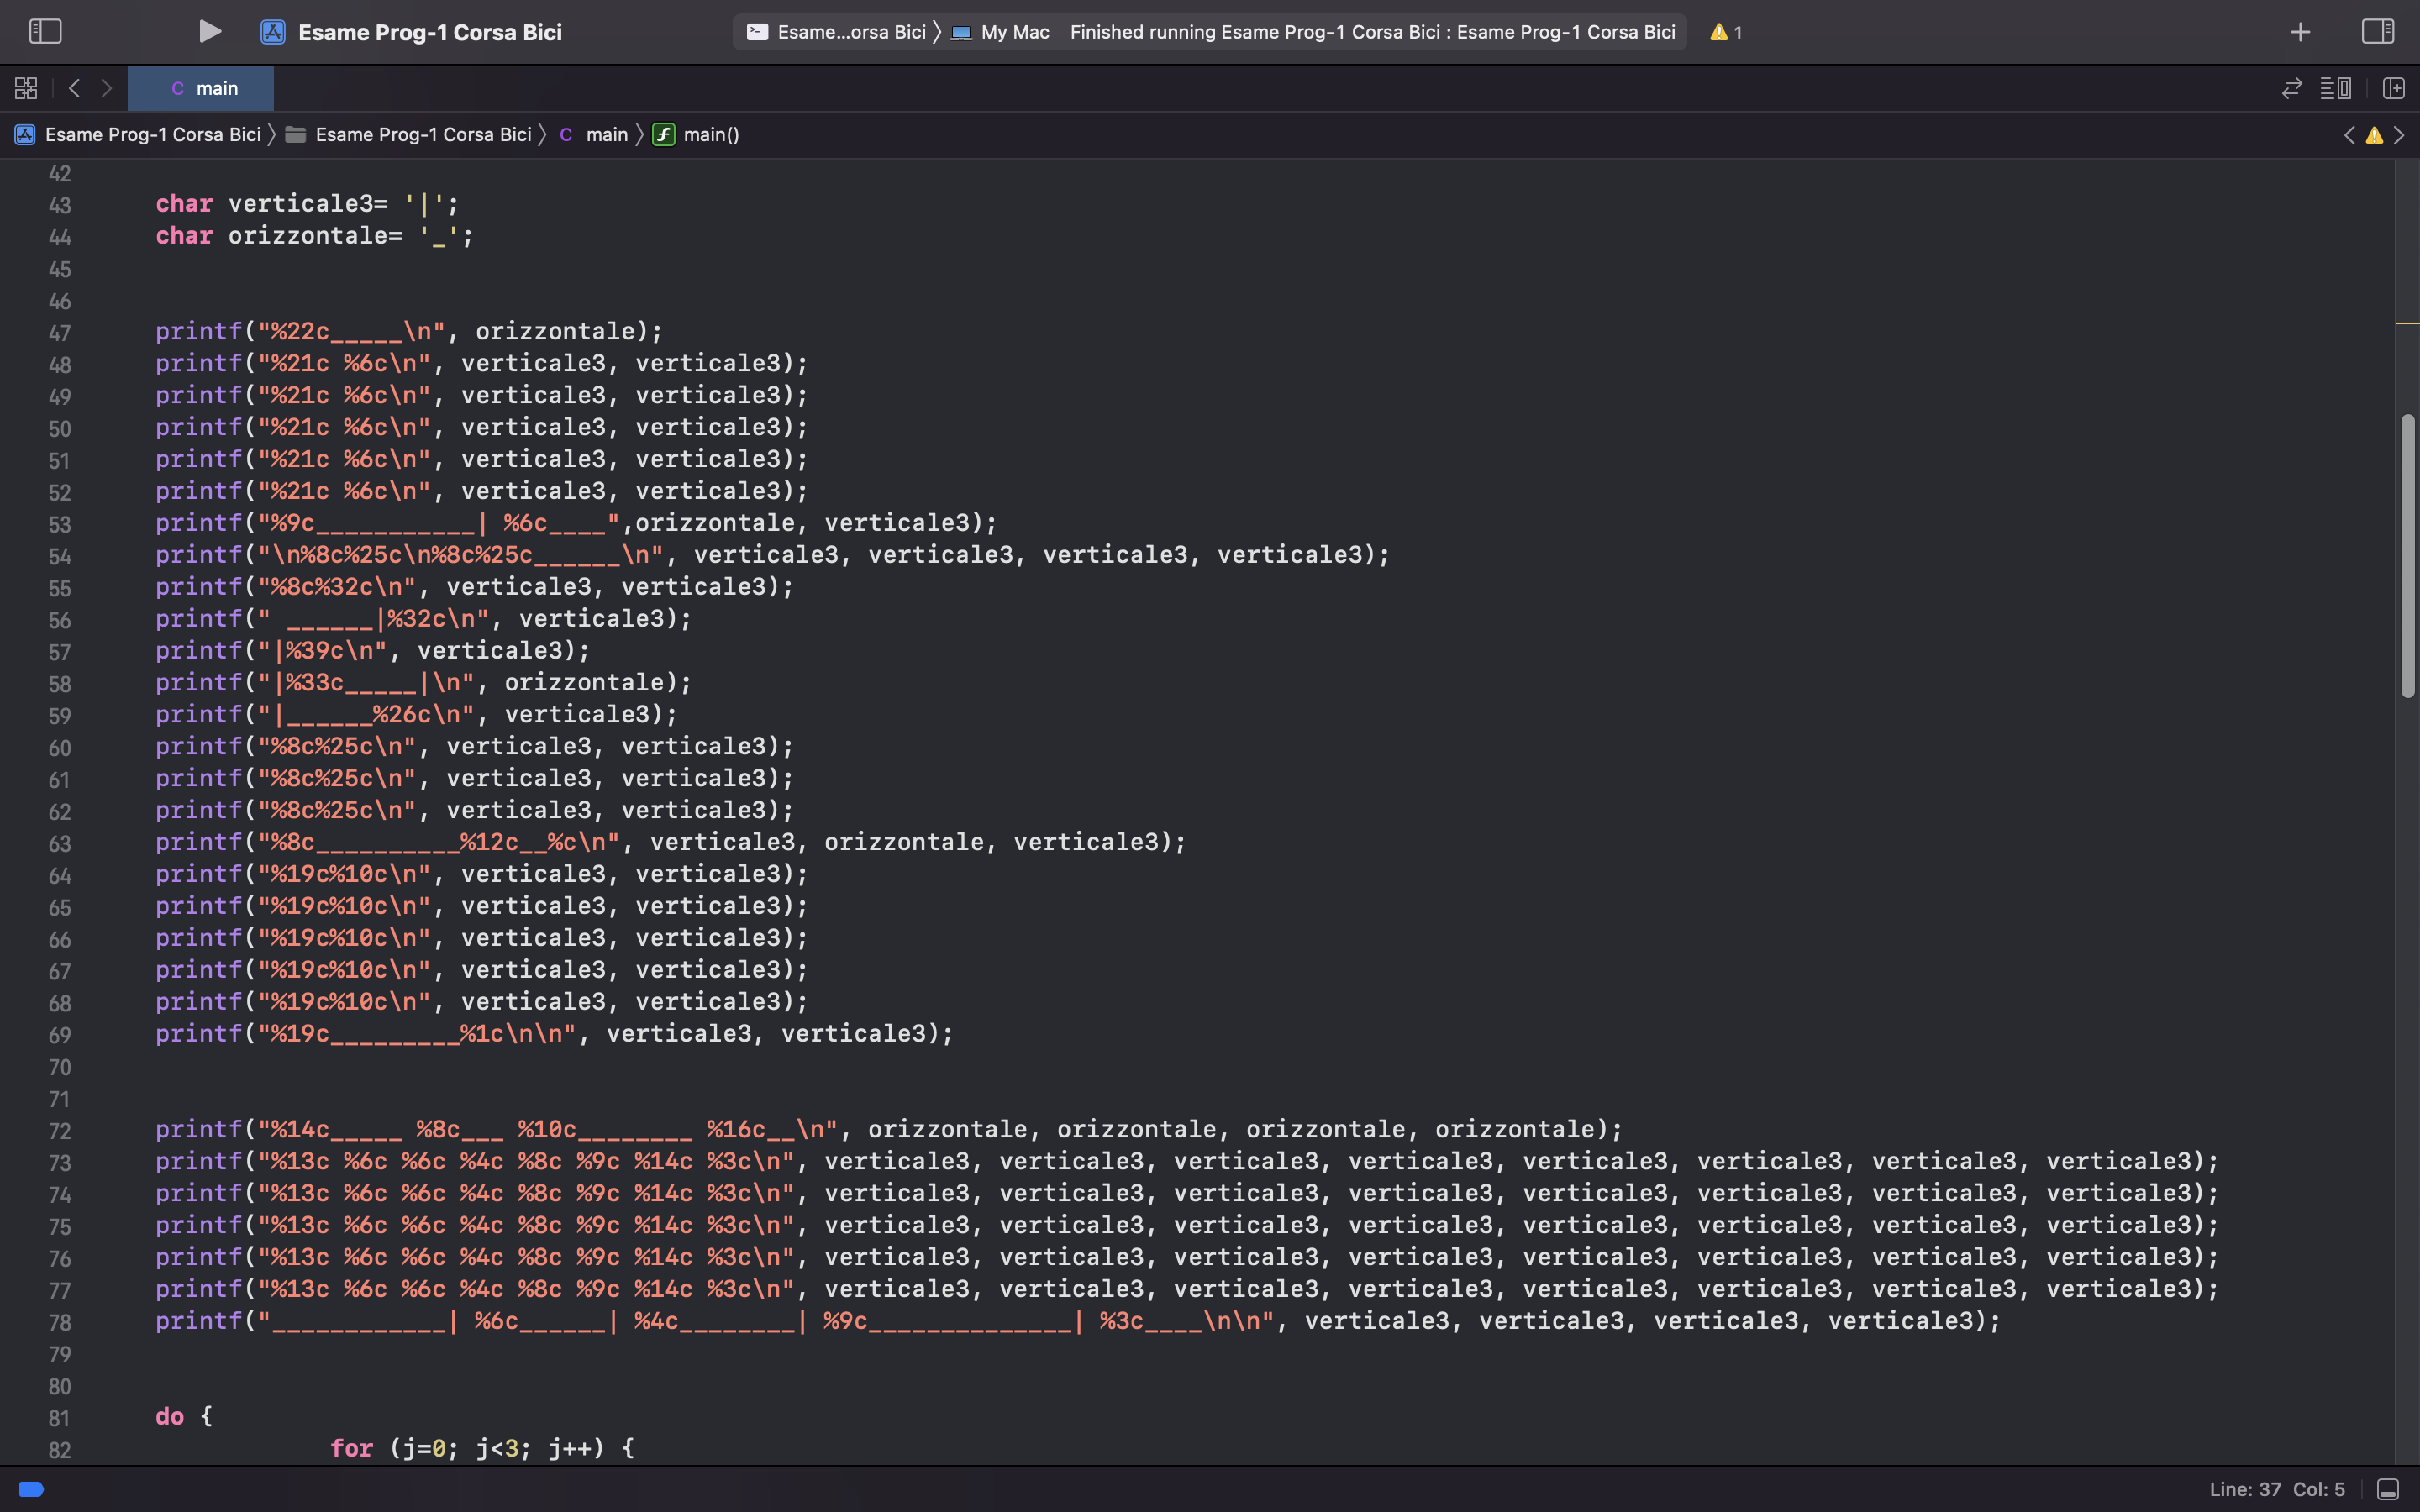 Esame Prog-1 Corsa Bici
Esame...orsa Bici 〉 My Mac Finished running Esame Prog-1 Corsa Bici : Esame Prog-1 Corsa Bici 1
C main
Esame Prog-1 Corsa Bici 〉 Esame Prog-1 Corsa Bici 〉 C main 〉 f main()
42
43 char verticale3= '|';
44 char orizzontale= '_';
45
46
47 printf("%22c_____\n", orizzontale);
48 printf("%21c %6c\n", verticale3, verticale3);
49 printf("%21c %6c\n", verticale3, verticale3);
50 printf("%21c %6c\n", verticale3, verticale3);
51 printf("%21c %6c\n", verticale3, verticale3);
52 printf("%21c %6c\n", verticale3, verticale3);
53 printf("%9c___________| %6c____",orizzontale, verticale3);
54 printf("\n%8c%25c\n%8c%25c______\n", verticale3, verticale3, verticale3, verticale3);
55 printf("%8c%32c\n", verticale3, verticale3);
56 printf(" ______|%32c\n", verticale3);
57 printf("|%39c\n", verticale3);
58 printf("|%33c_____|\n", orizzontale);
59 printf("|______%26c\n", verticale3);
60 printf("%8c%25c\n", verticale3, verticale3);
61 printf("%8c%25c\n", verticale3, verticale3);
62 printf("%8c%25c\n", verticale3, verticale3);
63 printf("%8c__________%12c__%c\n", verticale3, orizzontale, verticale3);
64 printf("%19c%10c\n", verticale3, verticale3);
65 printf("%19c%10c\n", verticale3, verticale3);
66 printf("%19c%10c\n", verticale3, verticale3);
67 printf("%19c%10c\n", verticale3, verticale3);
68 printf("%19c%10c\n", verticale3, verticale3);
69 printf("%19c_________%1c\n\n", verticale3, verticale3);
70
71
72 printf("%14c_____ %8c___ %10c________ %16c__\n", orizzontale, orizzontale, orizzontale, orizzontale);
73 printf("%13c %6c %6c %4c %8c %9c %14c %3c\n", verticale3, verticale3, verticale3, verticale3, verticale3, verticale3, verticale3, verticale3);
74 printf("%13c %6c %6c %4c %8c %9c %14c %3c\n", verticale3, verticale3, verticale3, verticale3, verticale3, verticale3, verticale3, verticale3);
75 printf("%13c %6c %6c %4c %8c %9c %14c %3c\n", verticale3, verticale3, verticale3, verticale3, verticale3, verticale3, verticale3, verticale3);
76 printf("%13c %6c %6c %4c %8c %9c %14c %3c\n", verticale3, verticale3, verticale3, verticale3, verticale3, verticale3, verticale3, verticale3);
77 printf("%13c %6c %6c %4c %8c %9c %14c %3c\n", verticale3, verticale3, verticale3, verticale3, verticale3, verticale3, verticale3, verticale3);
78 printf("____________| %6c______| %4c________| %9c______________| %3c____\n\n", verticale3, verticale3, verticale3, verticale3);
79
80
81 do {
82 for (j=0; j<3; j++) {
Line: 37 Col: 5